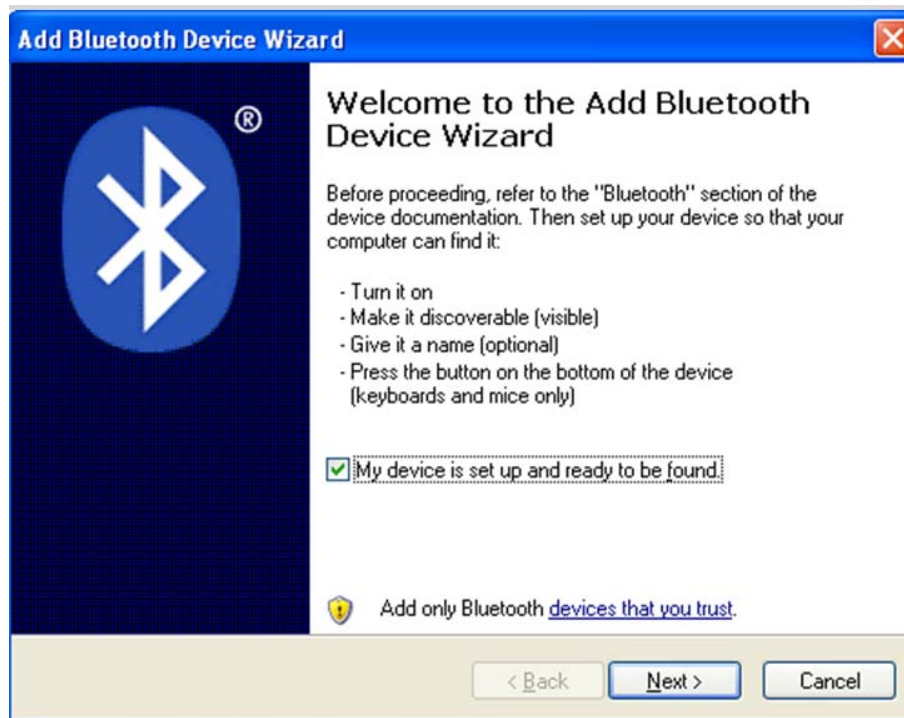 Add Bluetooth Device Wizard
®
Welcome to the Add Bluetooth
Device Wizard
Before proceeding, refer to the "Bluetooth" section of the
device documentation. Then set up your device so that your
computer can find it:
- Turn it on
- Make it discoverable (visible)
- Give it a name (optional)
- Press the button on the bottom of the device
(keyboards and mice only)
My device is set up and ready to be found.
Add only Bluetooth devices that you trust.
< Back Next > Cancel